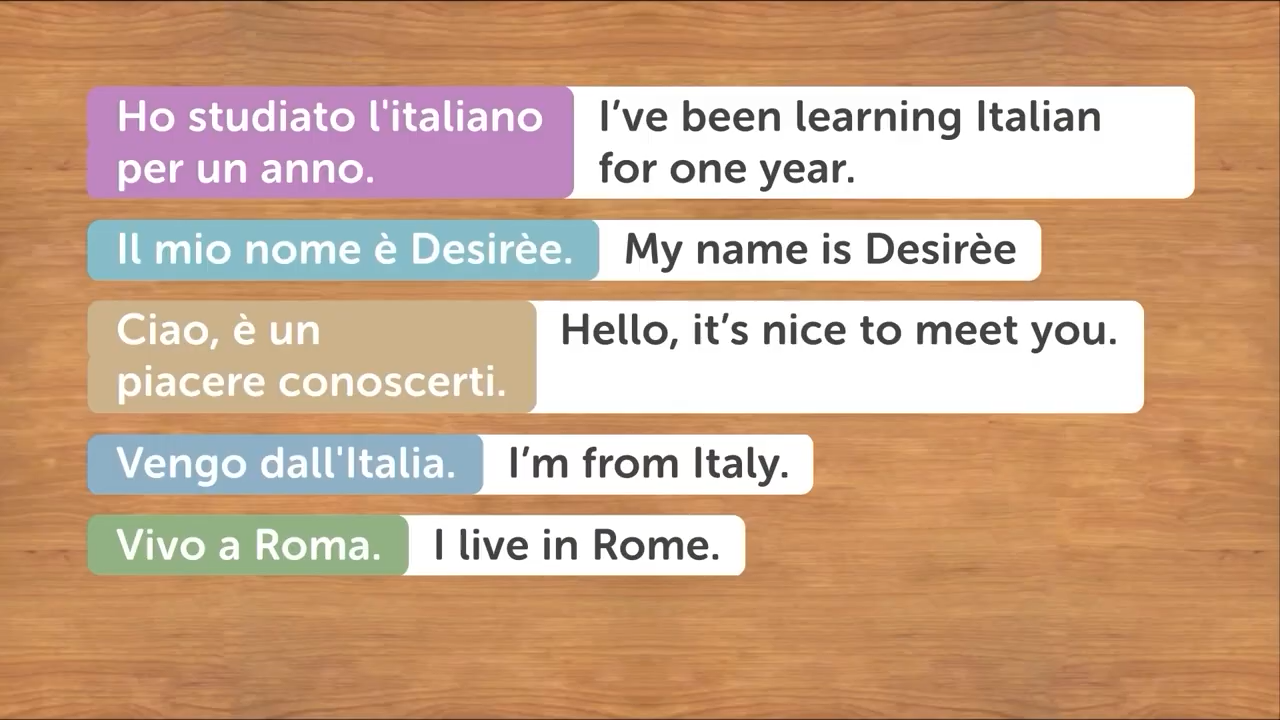 Ho studiato l'italiano
per un anno.
I’ve been learning Italian
for one year.
Il mio nome è Desirèe.
My name is Desirèe
Ciao, è un
piacere conoscerti.
Hello, it’s nice to meet you.
Vengo dall'Italia.
I’m from Italy.
Vivo a Roma.
I live in Rome.